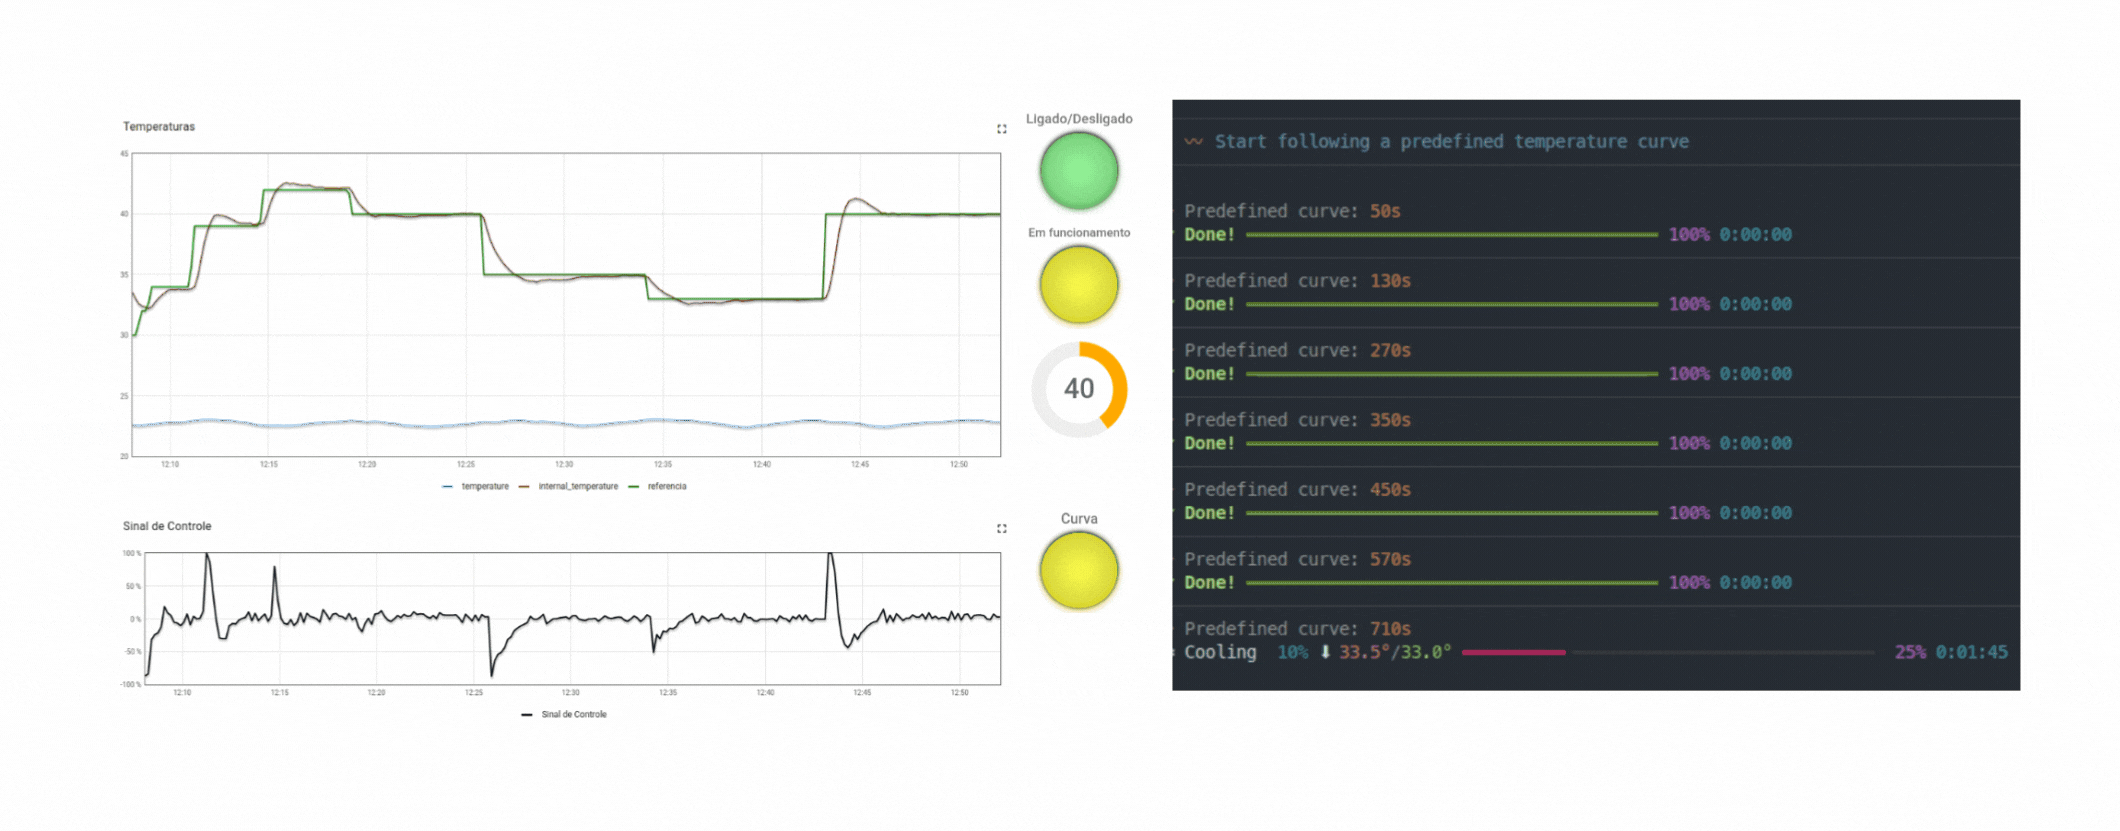 Temperaturas
45
40
35
30
25
20
12:10 12:15 12:20 12:25 12:30 12:35 12:40 12:45 12:50
temperature internal_temperature referencia
Sinal de Controle
100 %
50 %
0 %
-50 %
-100 %
12:10 12:15 12:20 12:25 12:30 12:35 12:40 12:45 12:50
Sinal de Controle
Ligado/Desligado
Em funcionamento
40
Curva
Start following a predefined temperature curve
Predefined curve: 50s
Done! 100% 0:00:00
Predefined curve: 130s
Done! 100% 0:00:00
Predefined curve: 270s
Done! 100% 0:00:00
Predefined curve: 350s
Done! 100% 0:00:00
Predefined curve: 450s
Done! 100% 0:00:00
Predefined curve: 570s
Done! 100% 0:00:00
Predefined curve: 710s
Cooling 10% ⬇ 33.5°/33.0° 25% 0:01:45